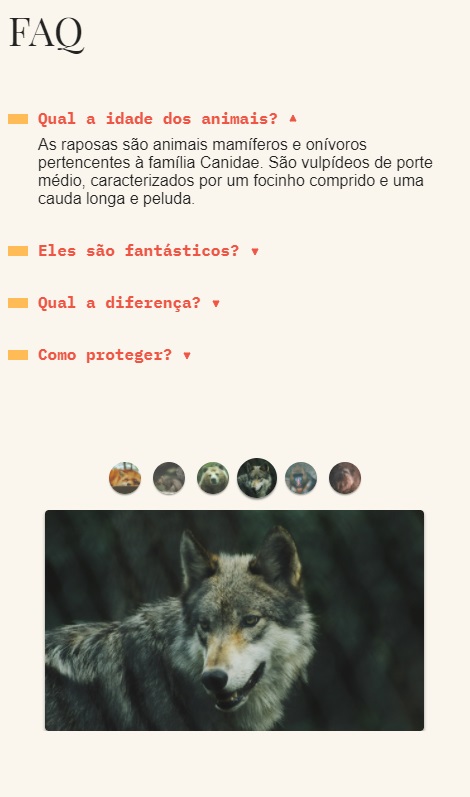 FAQ
Qual a idade dos animais? ▲
As raposas são animais mamíferos e onívoros
pertencentes à família Canidae. São vulpídeos de porte
médio, caracterizados por um focinho comprido e uma
cauda longa e peluda.
Eles são fantásticos? ▼
Qual a diferença? ▼
Como proteger? ▼